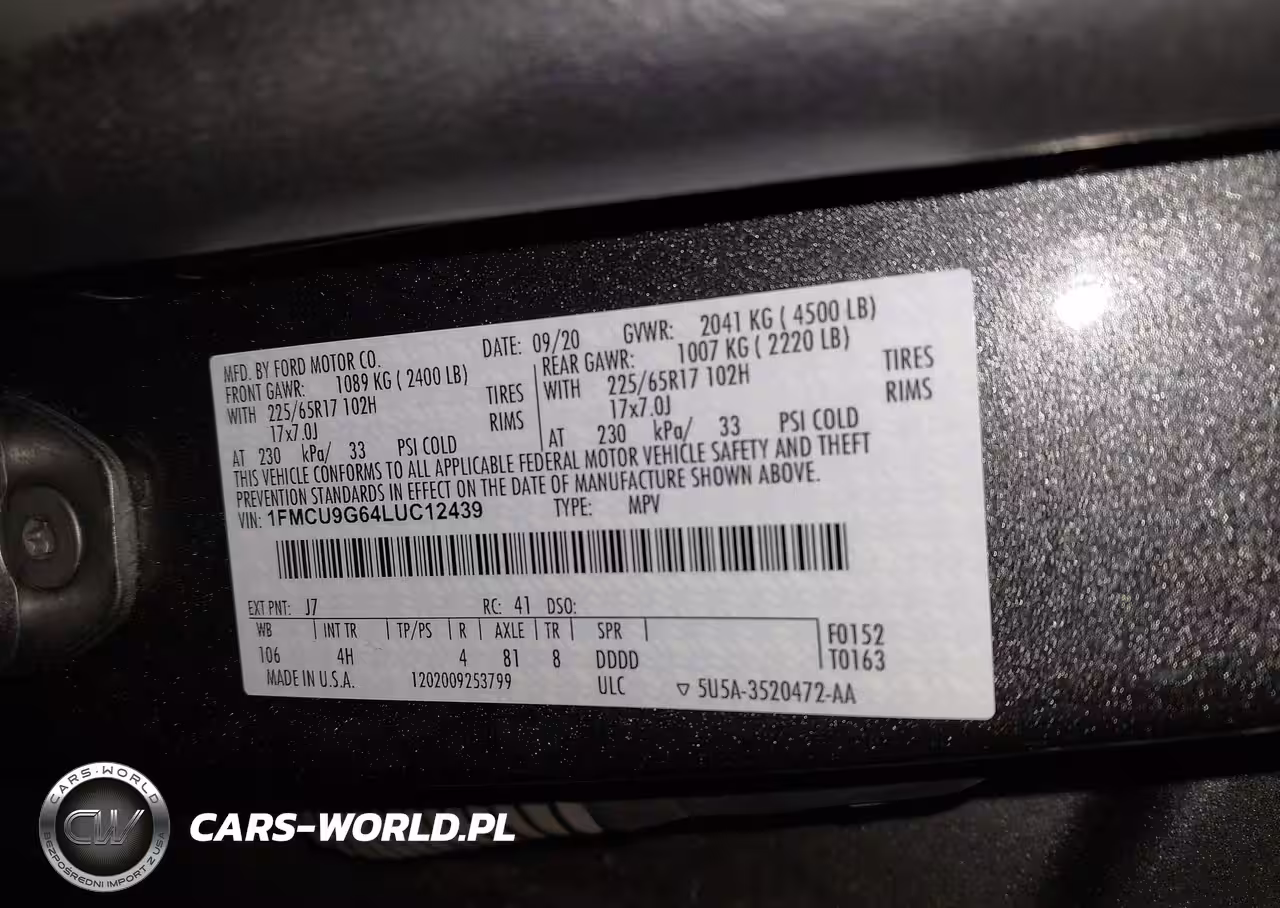 MFD. BY FORD MOTOR CO. DATE: 09/20 GVWR: 2041 KG ( 4500 LB)
FRONT GAWR: 1089 KG ( 2400 LB) REAR GAWR: 1007 KG ( 2220 LB)
WITH 225/65R17 102H TIRES WITH 225/65R17 102H TIRES
17x7.0J RIMS 17x7.0J RIMS
AT 230 kPa/ 33 PSI COLD AT 230 kPa/ 33 PSI COLD
THIS VEHICLE CONFORMS TO ALL APPLICABLE FEDERAL MOTOR VEHICLE SAFETY AND THEFT
PREVENTION STANDARDS IN EFFECT ON THE DATE OF MANUFACTURE SHOWN ABOVE.
VIN: 1FMCU9G64LUC12439 TYPE: MPV
EXT PNT: J7 RC: 41 DSO:
WB INT TR TP/PS R AXLE TR SPR F0152
106 4H 4 81 8 DDDD T0163
MADE IN U.S.A. 1202009253799 ULC ▽ 5U5A-3520472-AA
CARS-WORLD
CW
BEZPOŚREDNI IMPORT Z USA
CARS-WORLD.PL